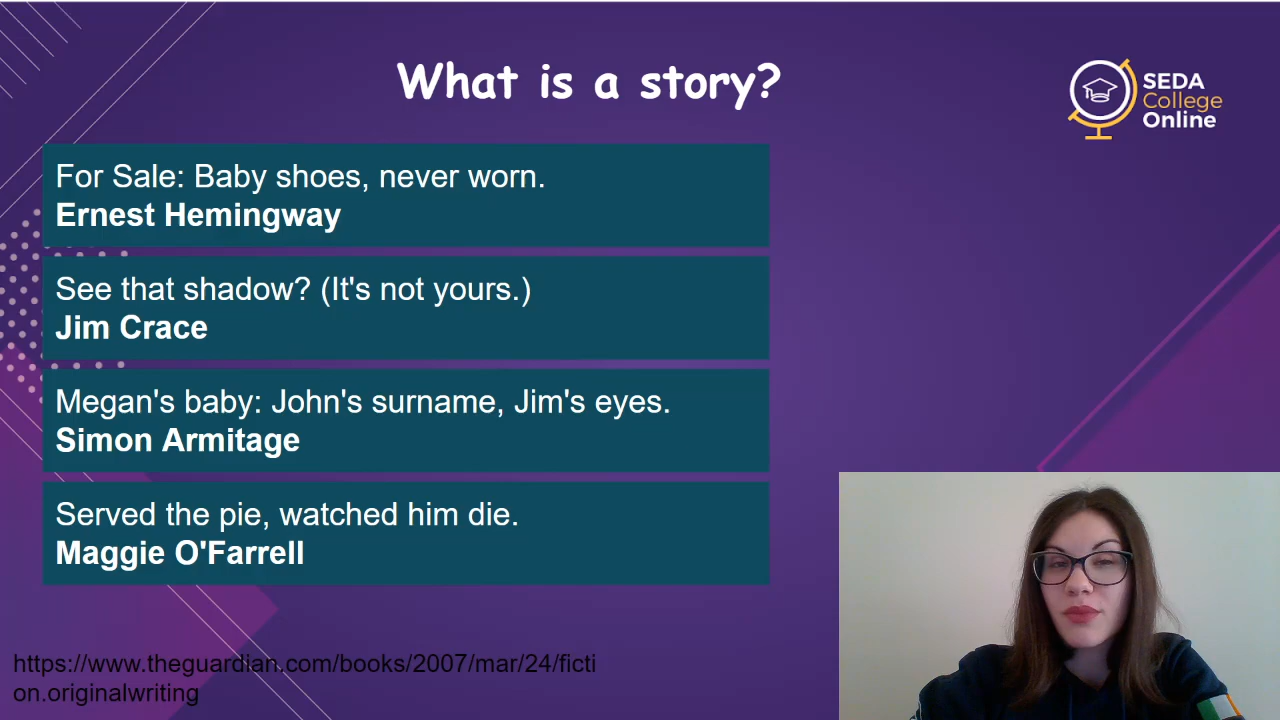 What is a story?
SEDA
College
Online
For Sale: Baby shoes, never worn.
Ernest Hemingway
See that shadow? (It's not yours.)
Jim Crace
Megan's baby: John's surname, Jim's eyes.
Simon Armitage
Served the pie, watched him die.
Maggie O'Farrell
https://www.theguardian.com/books/2007/mar/24/ficti
on.originalwriting